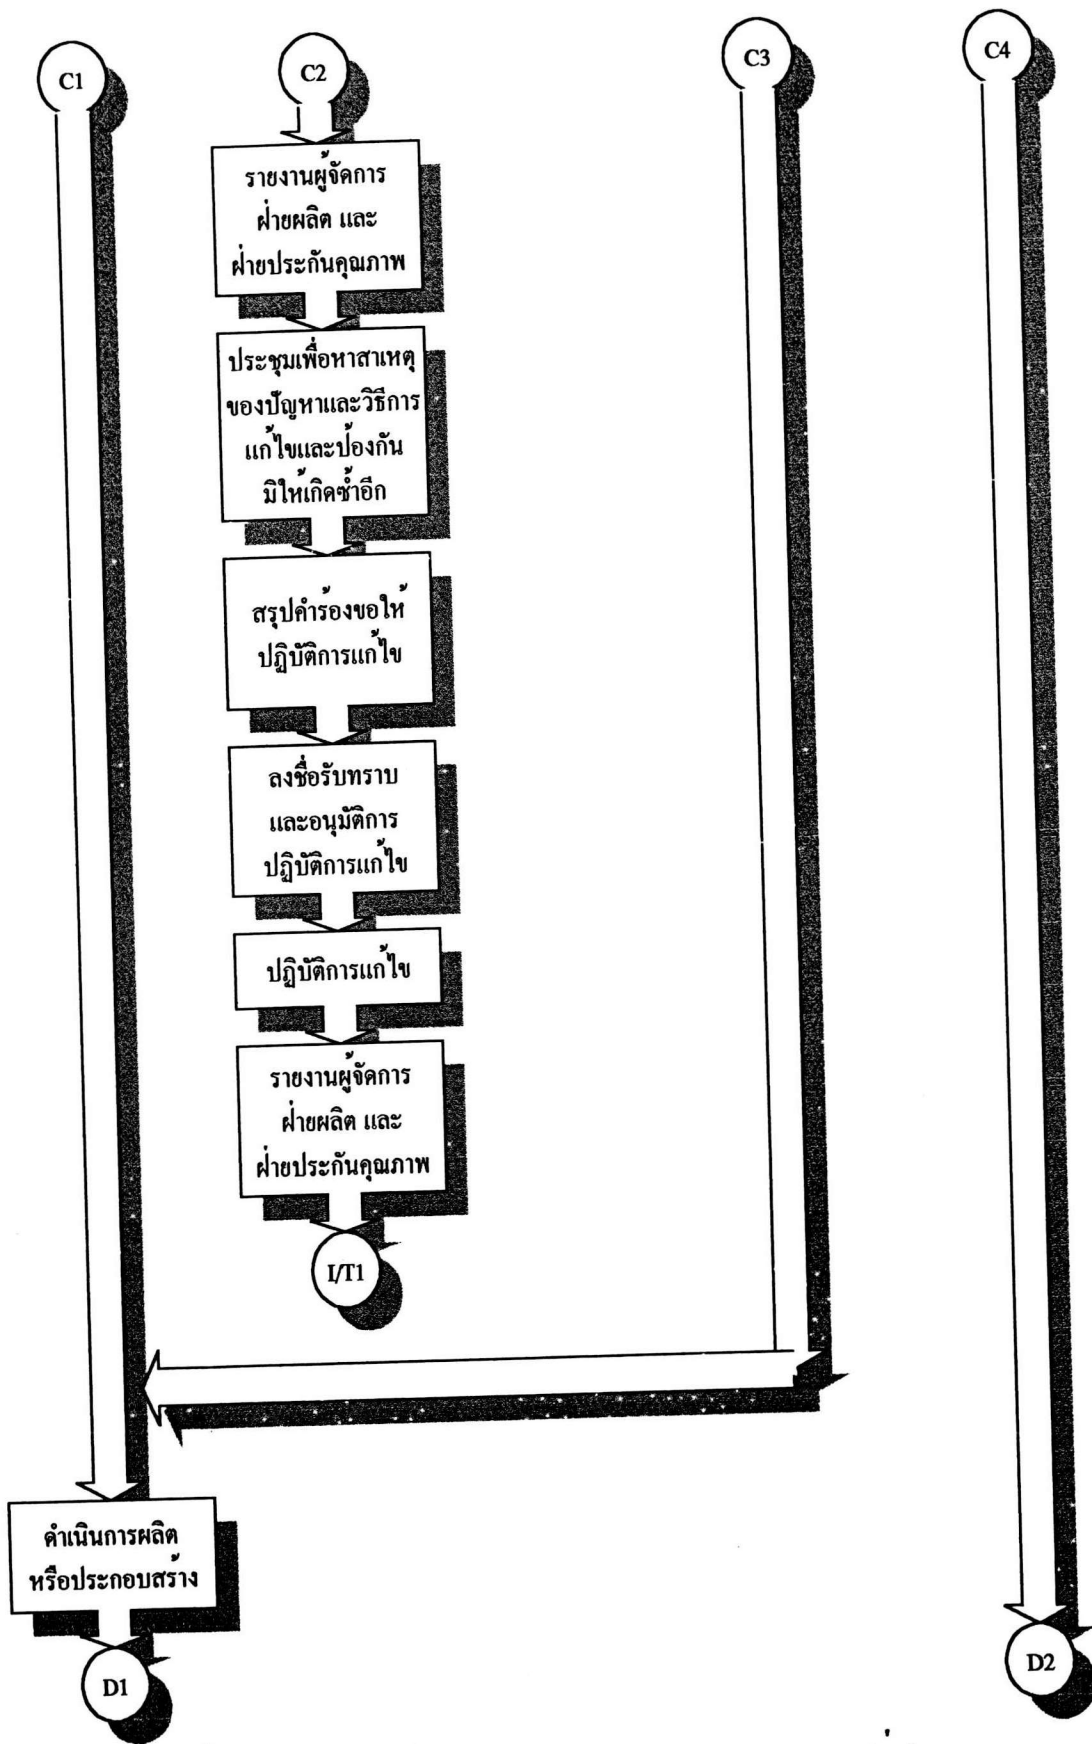 C1
C2
C3
C4
รายงานผู้จัดการ
ฝ่ายผลิต และ
ฝ่ายประกันคุณภาพ
ประชุมเพื่อหาสาเหตุ
ของปัญหาและวิธีการ
แก้ไขและป้องกัน
มิให้เกิดซ้ำอีก
สรุปคำร้องขอให้
ปฏิบัติการแก้ไข
ลงชื่อรับทราบ
และอนุมัติการ
ปฏิบัติการแก้ไข
ปฏิบัติการแก้ไข
รายงานผู้จัดการ
ฝ่ายผลิต และ
ฝ่ายประกันคุณภาพ
I/T1
ดำเนินการผลิต
หรือประกอบสร้าง
D1
D2